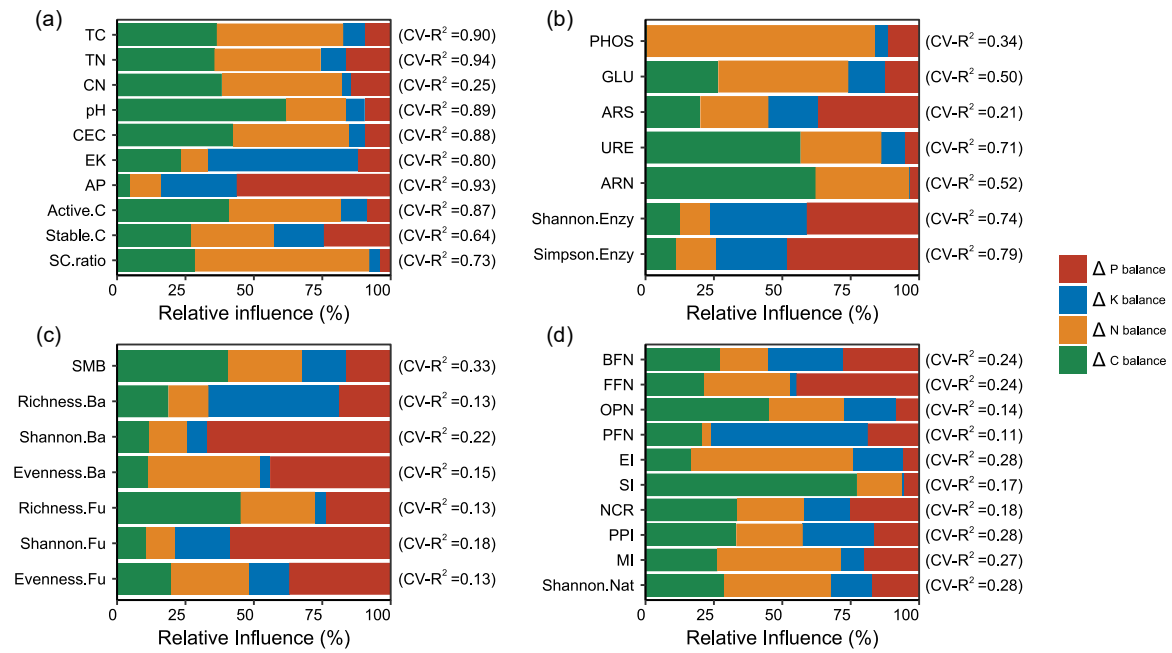 (a)
TC (CV-R² =0.90)
TN (CV-R² =0.94)
CN (CV-R² =0.25)
pH (CV-R² =0.89)
CEC (CV-R² =0.88)
EK (CV-R² =0.80)
AP (CV-R² =0.93)
Active.C (CV-R² =0.87)
Stable.C (CV-R² =0.64)
SC.ratio (CV-R² =0.73)
0 25 50 75 100
Relative influence (%)
(b)
PHOS (CV-R² =0.34)
GLU (CV-R² =0.50)
ARS (CV-R² =0.21)
URE (CV-R² =0.71)
ARN (CV-R² =0.52)
Shannon.Enzy (CV-R² =0.74)
Simpson.Enzy (CV-R² =0.79)
0 25 50 75 100
Relative influence (%)
Δ P balance
Δ K balance
Δ N balance
Δ C balance
(c)
SMB (CV-R² =0.33)
Richness.Ba (CV-R² =0.13)
Shannon.Ba (CV-R² =0.22)
Evenness.Ba (CV-R² =0.15)
Richness.Fu (CV-R² =0.13)
Shannon.Fu (CV-R² =0.18)
Evenness.Fu (CV-R² =0.13)
0 25 50 75 100
Relative Influence (%)
(d)
BFN (CV-R² =0.24)
FFN (CV-R² =0.24)
OPN (CV-R² =0.14)
PFN (CV-R² =0.11)
EI (CV-R² =0.28)
SI (CV-R² =0.17)
NCR (CV-R² =0.18)
PPI (CV-R² =0.28)
MI (CV-R² =0.27)
Shannon.Nat (CV-R² =0.28)
0 25 50 75 100
Relative Influence (%)